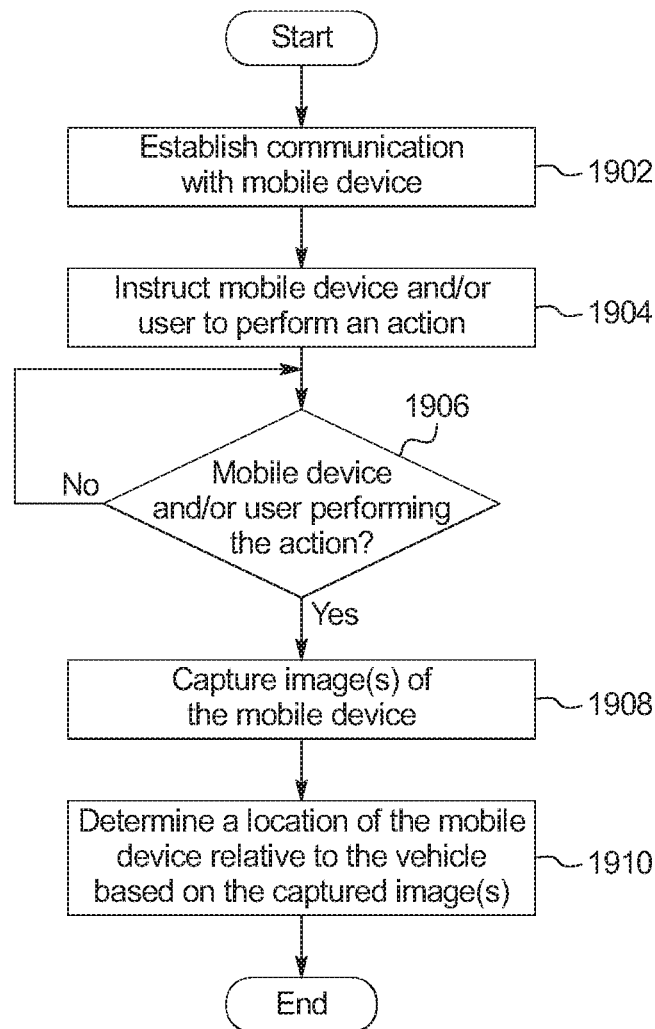 Start
Establish communication
with mobile device
1902
Instruct mobile device and/or
user to perform an action
1904
1906
Mobile device
and/or user performing
the action?
No
Yes
Capture image(s) of
the mobile device
1908
Determine a location of the mobile
device relative to the vehicle
based on the captured image(s)
1910
End